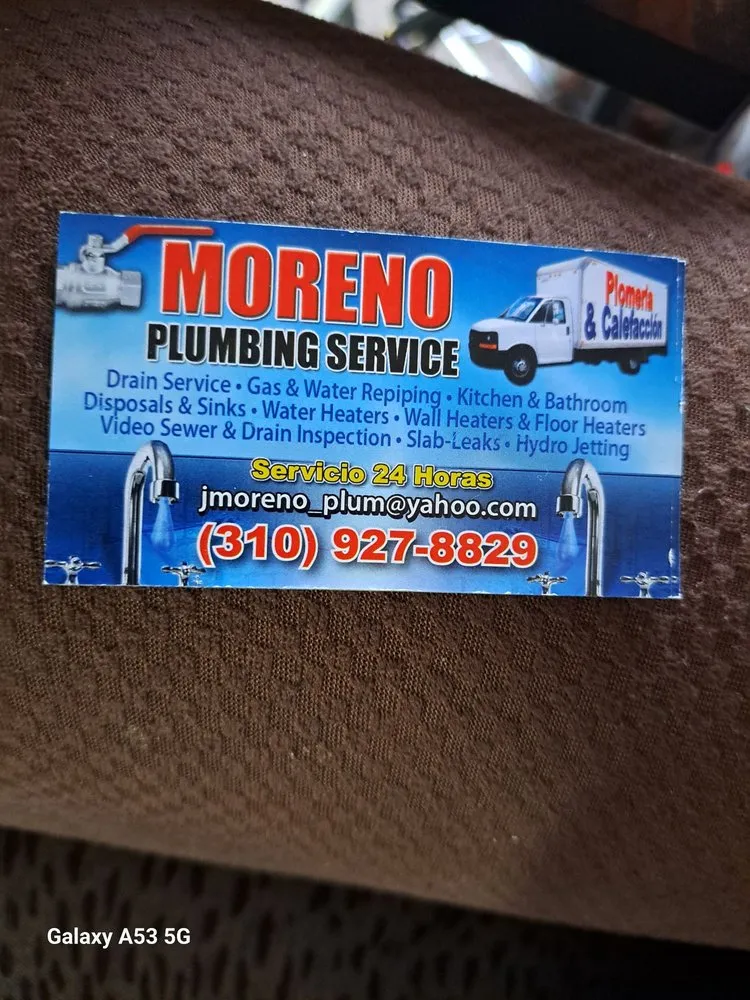 MORENO
PLUMBING SERVICE
Plomeria
& Calefacción
Drain Service • Gas & Water Repiping • Kitchen & Bathroom
Disposals & Sinks • Water Heaters • Wall Heaters & Floor Heaters
Video Sewer & Drain Inspection • Slab-Leaks • Hydro Jetting
Servicio 24 Horas
jmoreno_plum@yahoo.com
(310) 927-8829
Galaxy A53 5G